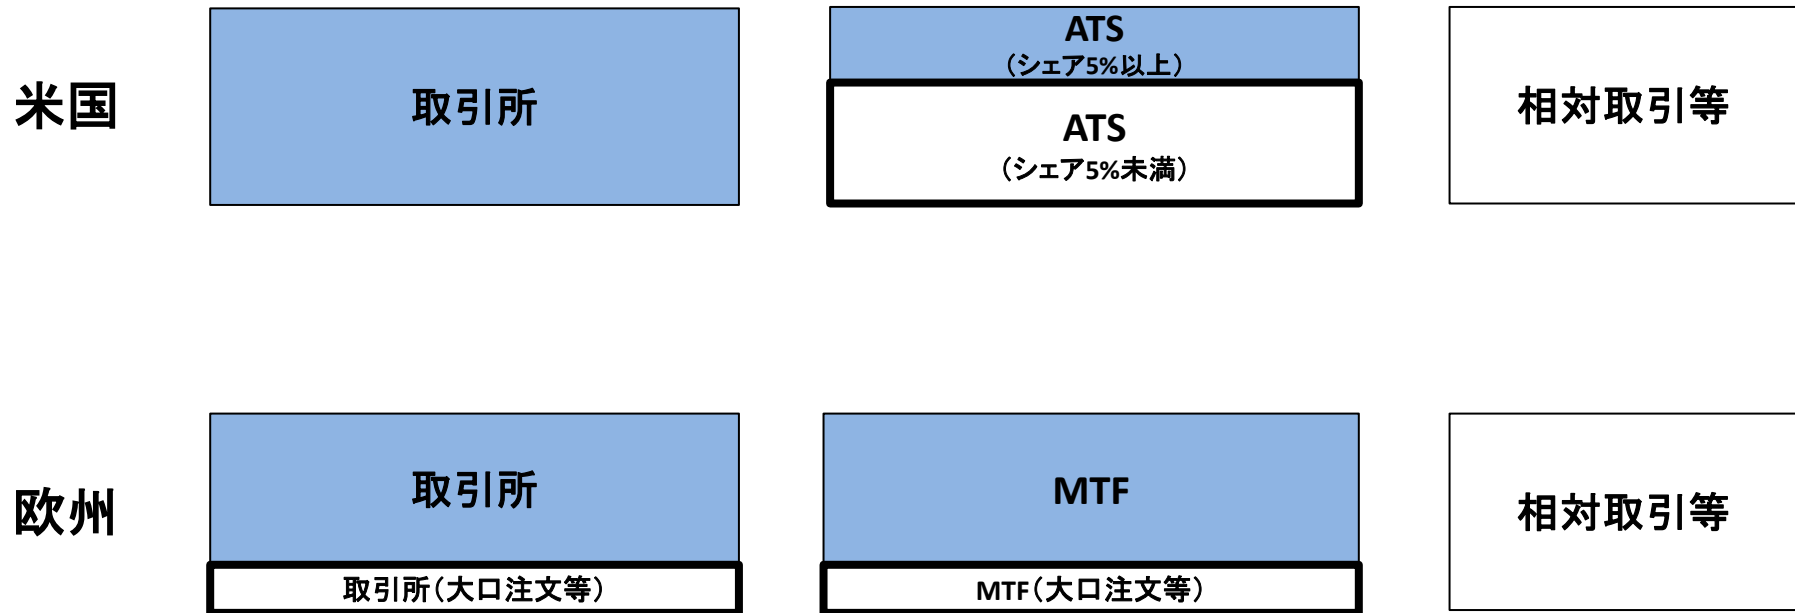 米国
取引所
ATS
(シェア5%以上)
ATS
(シェア5%未満)
相対取引等
欧州
取引所
取引所(大口注文等)
MTF
MTF(大口注文等)
相対取引等